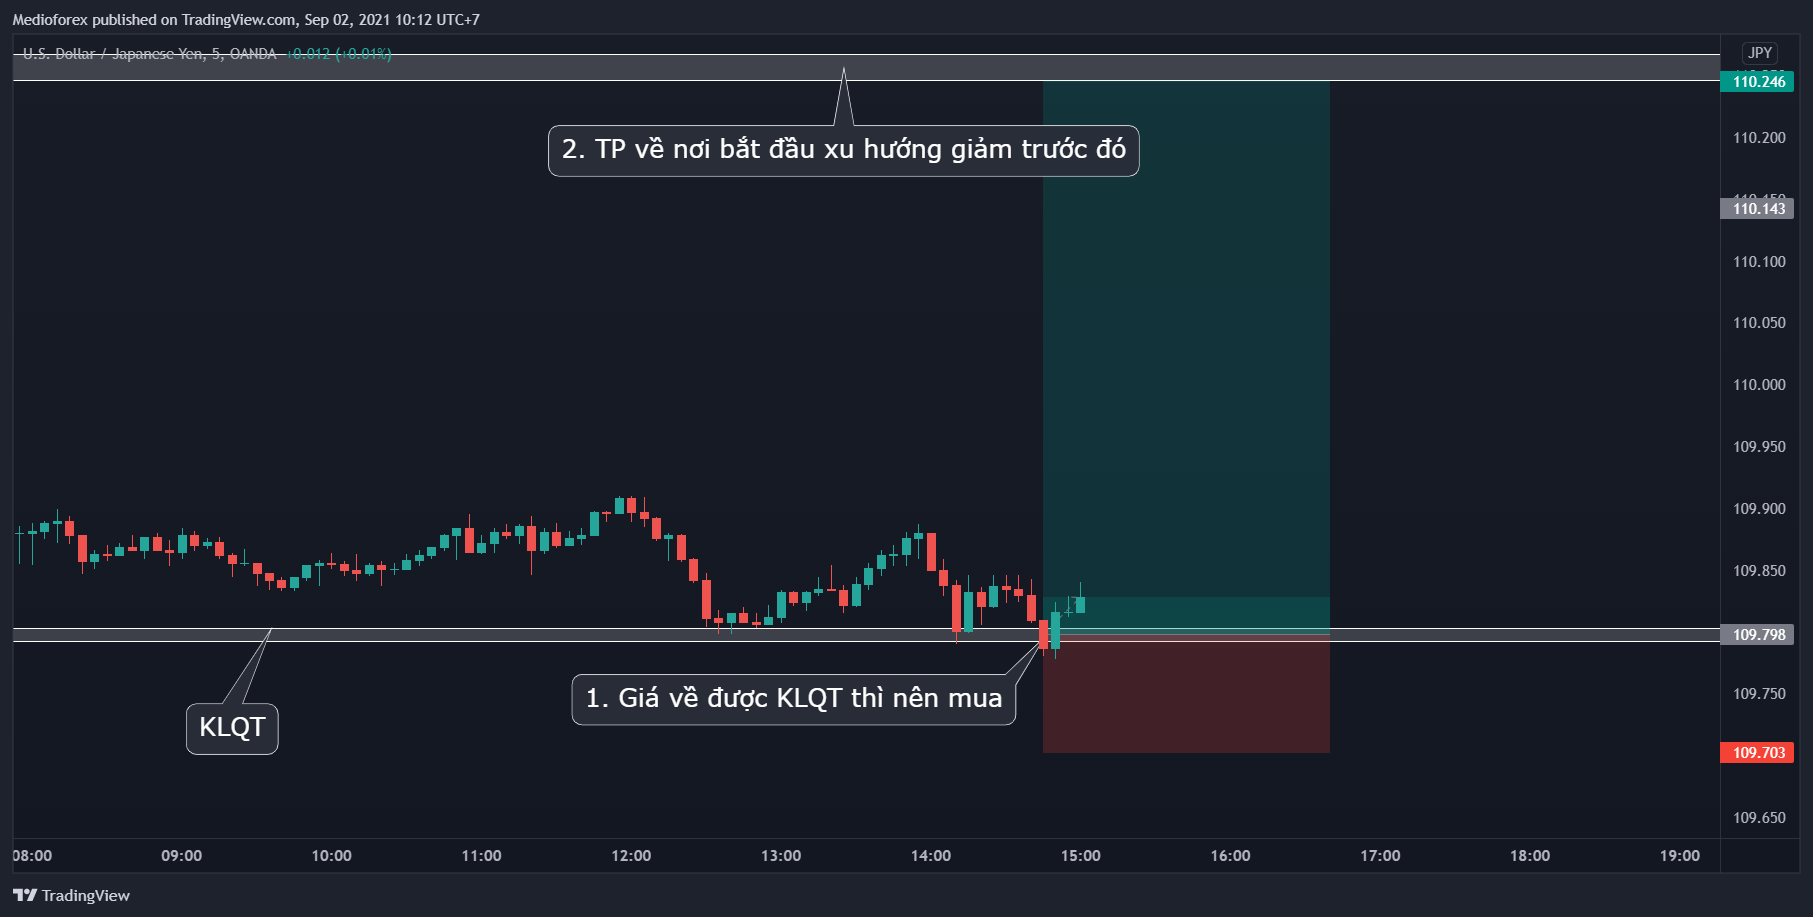 Medioforex published on TradingView.com, Sep 02, 2021 10:12 UTC+7
U.S. Dollar / Japanese Yen, 5, OANDA +0.012 (+0.01%)
JPY
110.246
2. TP về nơi bắt đầu xu hướng giảm trước đó
110.200
110.143
110.100
110.050
110.000
109.950
109.900
109.850
109.798
1. Giá về được KLQT thì nên mua
109.750
KLQT
109.703
109.650
08:00 09:00 10:00 11:00 12:00 13:00 14:00 15:00 16:00 17:00 18:00 19:00
TradingView